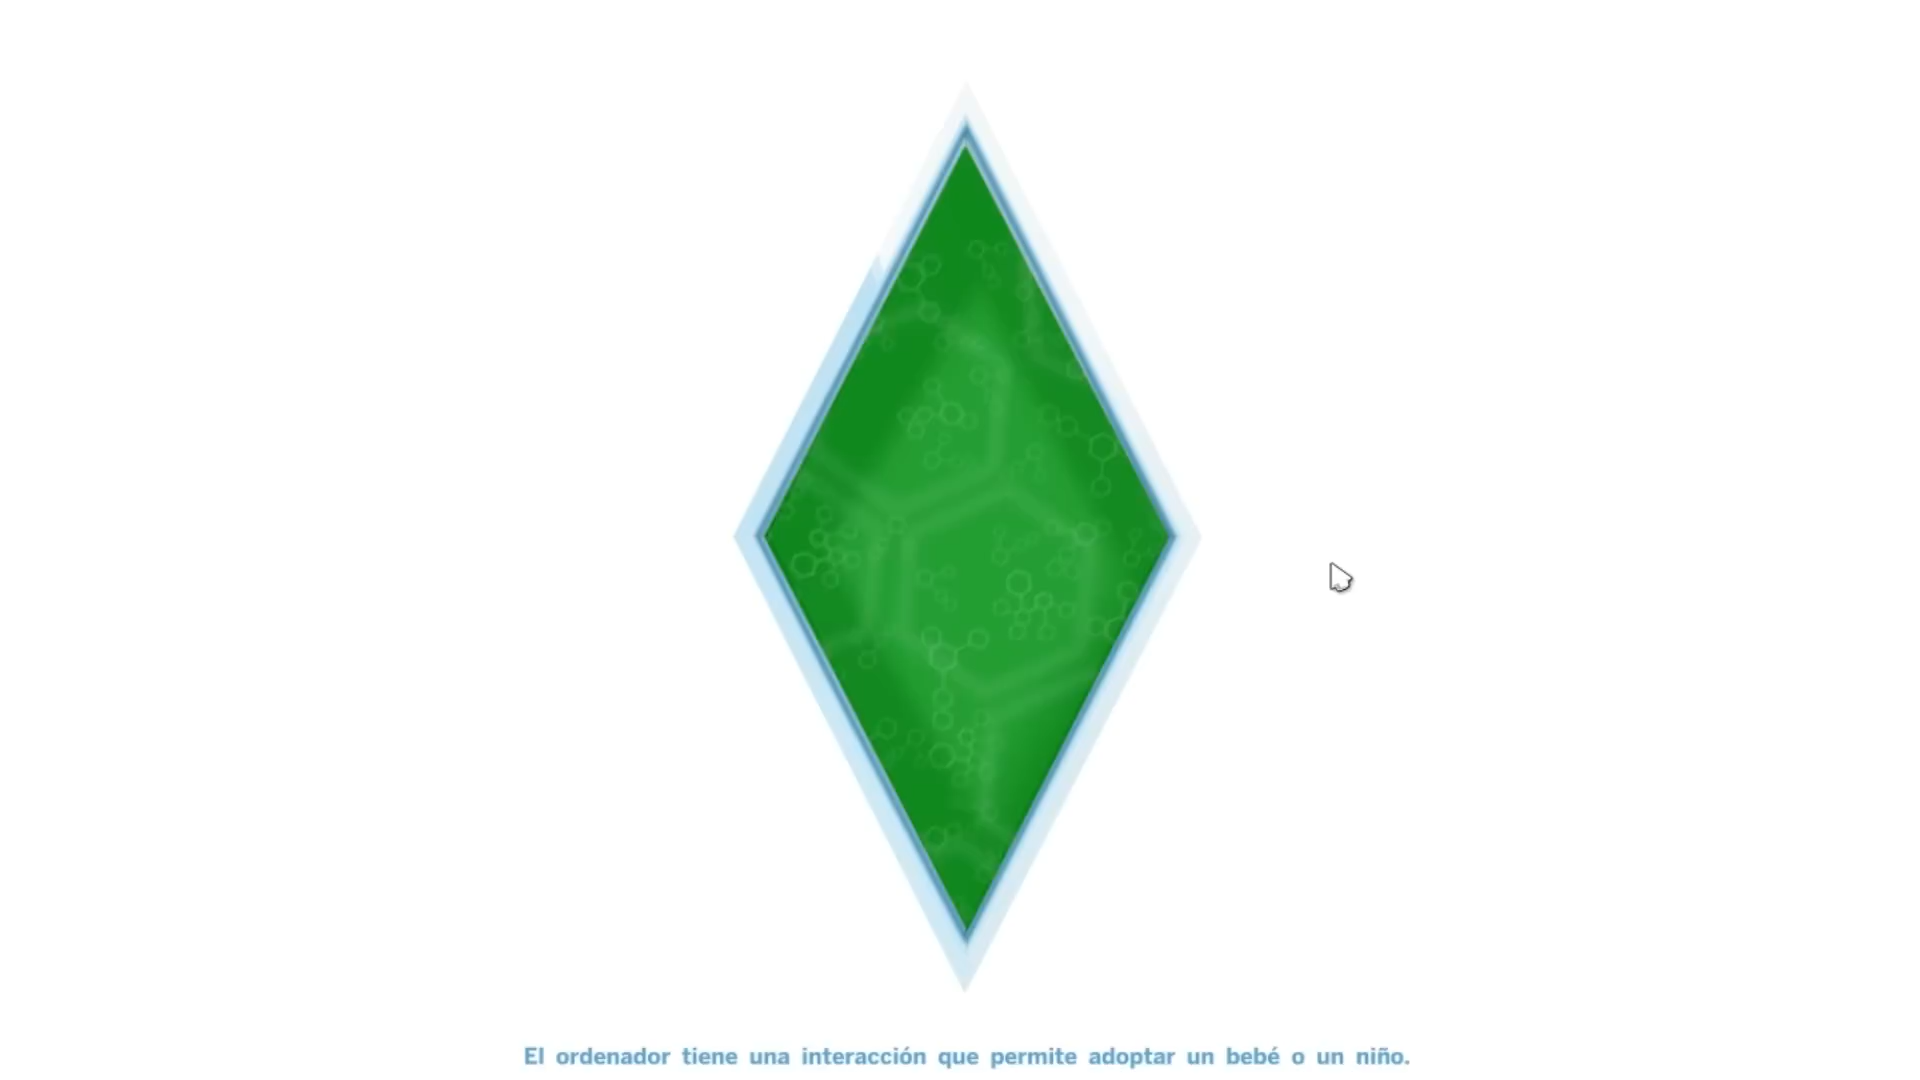 El ordenador tiene una interacción que permite adoptar un bebé o un niño.